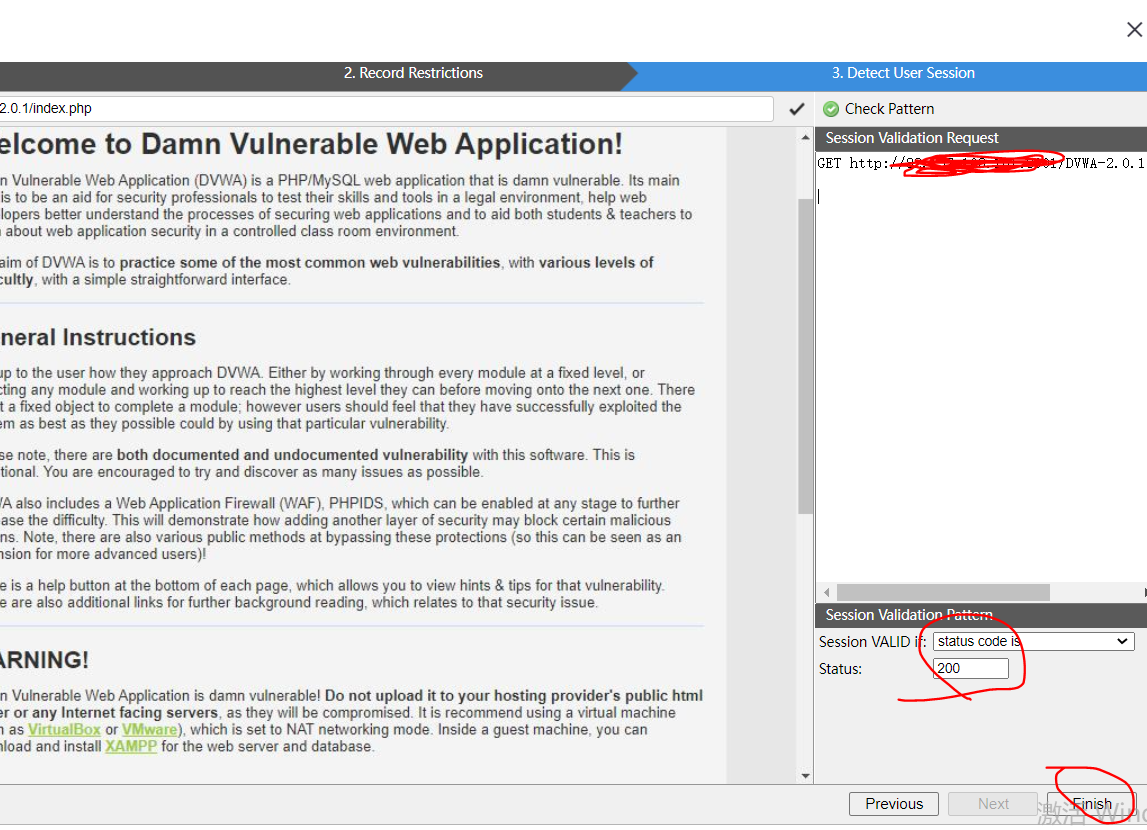 2. Record Restrictions
3. Detect User Session
2.0.1/index.php
Check Pattern
elcome to Damn Vulnerable Web Application!
n Vulnerable Web Application (DVWA) is a PHP/MySQL web application that is damn vulnerable. Its main
is to be an aid for security professionals to test their skills and tools in a legal environment, help web
lopers better understand the processes of securing web applications and to aid both students & teachers to
about web application security in a controlled class room environment.
aim of DVWA is to practice some of the most common web vulnerabilities, with various levels of
cultly, with a simple straightforward interface.
neral Instructions
up to the user how they approach DVWA. Either by working through every module at a fixed level, or
cting any module and working up to reach the highest level they can before moving onto the next one. There
t a fixed object to complete a module; however users should feel that they have successfully exploited the
em as best as they possible could by using that particular vulnerability.
se note, there are both documented and undocumented vulnerability with this software. This is
tional. You are encouraged to try and discover as many issues as possible.
VA also includes a Web Application Firewall (WAF), PHPIDS, which can be enabled at any stage to further
ase the difficulty. This will demonstrate how adding another layer of security may block certain malicious
ns. Note, there are also various public methods at bypassing these protections (so this can be seen as an
nsion for more advanced users)!
e is a help button at the bottom of each page, which allows you to view hints & tips for that vulnerability.
e are also additional links for further background reading, which relates to that security issue.
ARNING!
n Vulnerable Web Application is damn vulnerable! Do not upload it to your hosting provider's public html
er or any Internet facing servers, as they will be compromised. It is recommend using a virtual machine
h as VirtualBox or VMware), which is set to NAT networking mode. Inside a guest machine, you can
nload and install XAMPP for the web server and database.
Session Validation Request
GET http:// /DVWA-2.0.1
Session Validation Pattern
Session VALID if: status code is
Status: 200
Previous
Next
Finish
激活 Wind